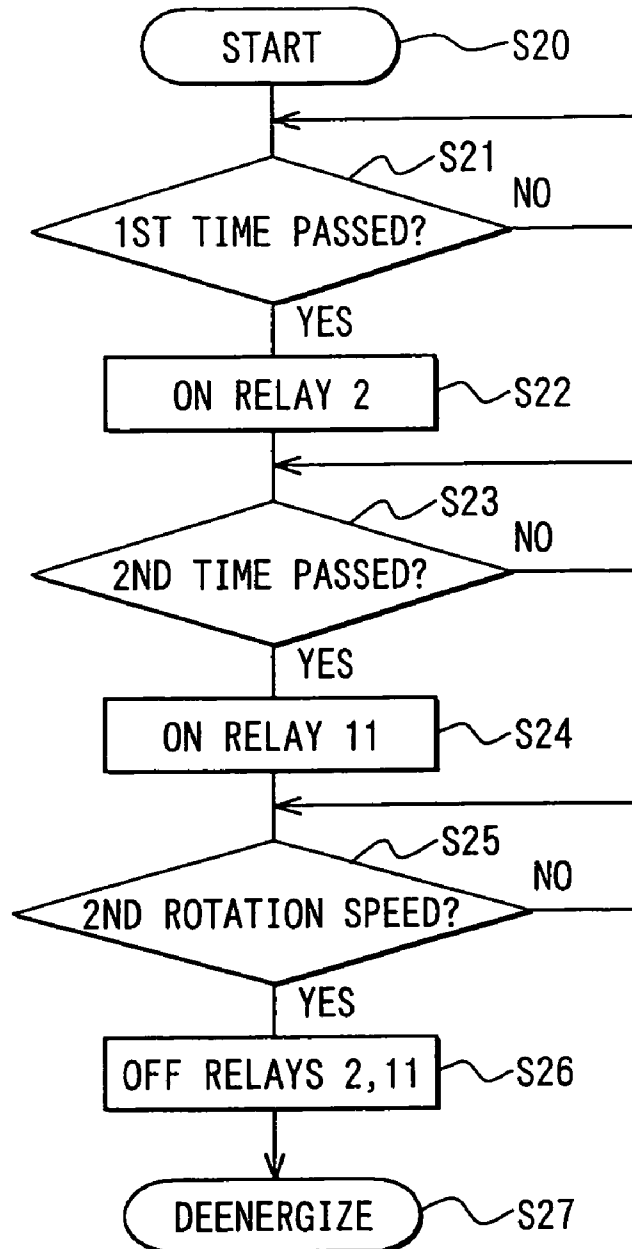 START
S20
S21
1ST TIME PASSED?
NO
YES
ON RELAY 2
S22
S23
2ND TIME PASSED?
NO
YES
ON RELAY 11
S24
S25
2ND ROTATION SPEED?
NO
YES
OFF RELAYS 2,11
S26
DEENERGIZE
S27